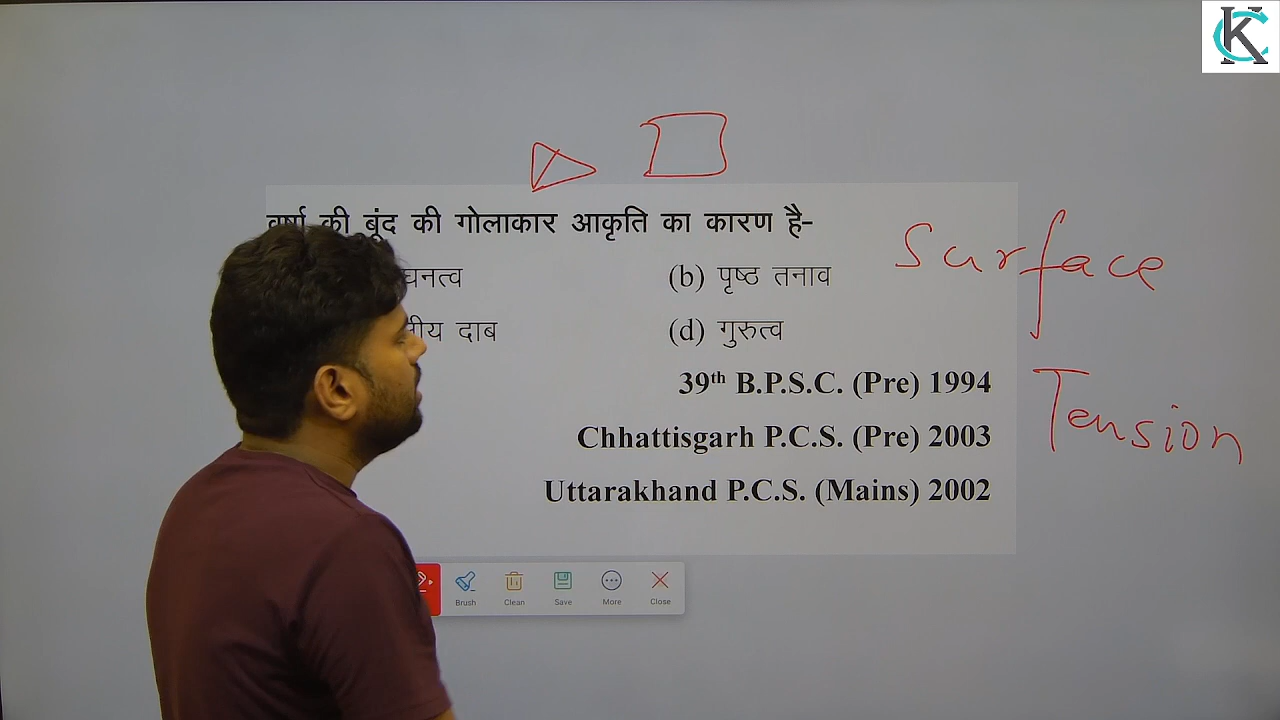 वर्षा की बूंद की गोलाकार आकृति का कारण है-
घनत्व (b) पृष्ठ तनाव
दाब (d) गुरुत्व
39th B.P.S.C. (Pre) 1994
Chhattisgarh P.C.S. (Pre) 2003
Uttarakhand P.C.S. (Mains) 2002
Surface
Tension
Brush Clean Save More Close
KC